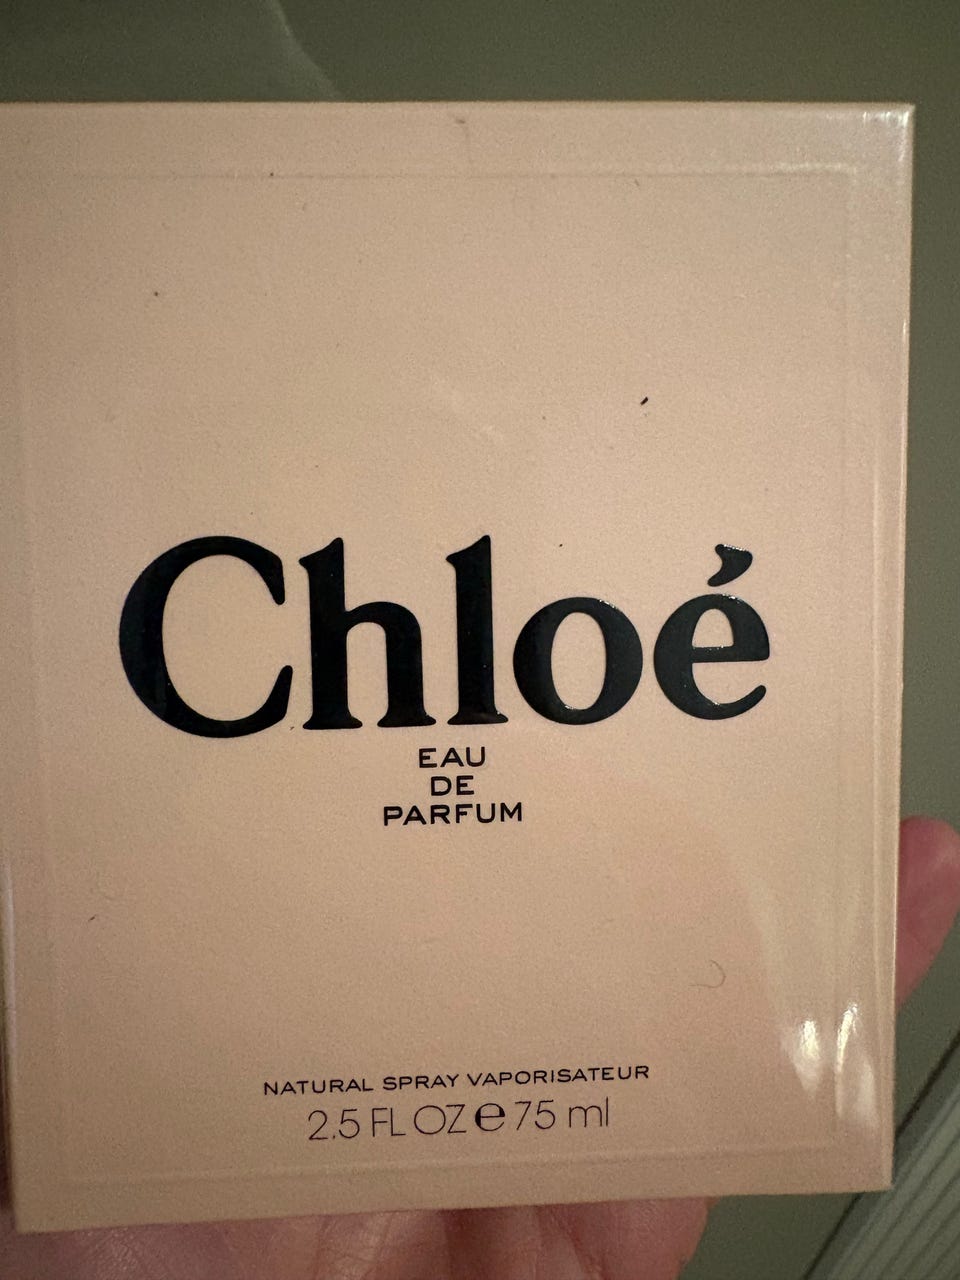 Chloé
EAU
DE
PARFUM
NATURAL SPRAY VAPORISATEUR
2.5 FL OZ ℮ 75 ml